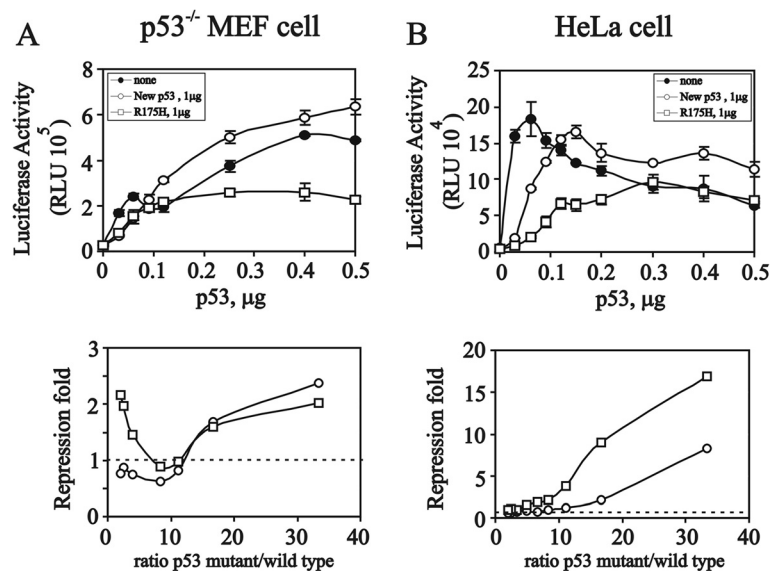 A
p53-/- MEF cell
Luciferase Activity
(RLU 10^5)
8
6
4
2
0
none
New p53 , 1μg
R175H, 1μg
0
0.1
0.2
0.3
0.4
0.5
p53, μg
Repression fold
3
2
1
0
0
10
20
30
40
ratio p53 mutant/wild type
B
HeLa cell
Luciferase Activity
(RLU 10^4)
25
20
15
10
5
0
none
New p53 , 1μg
R175H, 1μg
0
0.1
0.2
0.3
0.4
0.5
p53, μg
Repression fold
20
15
10
5
0
0
10
20
30
40
ratio p53 mutant/wild type